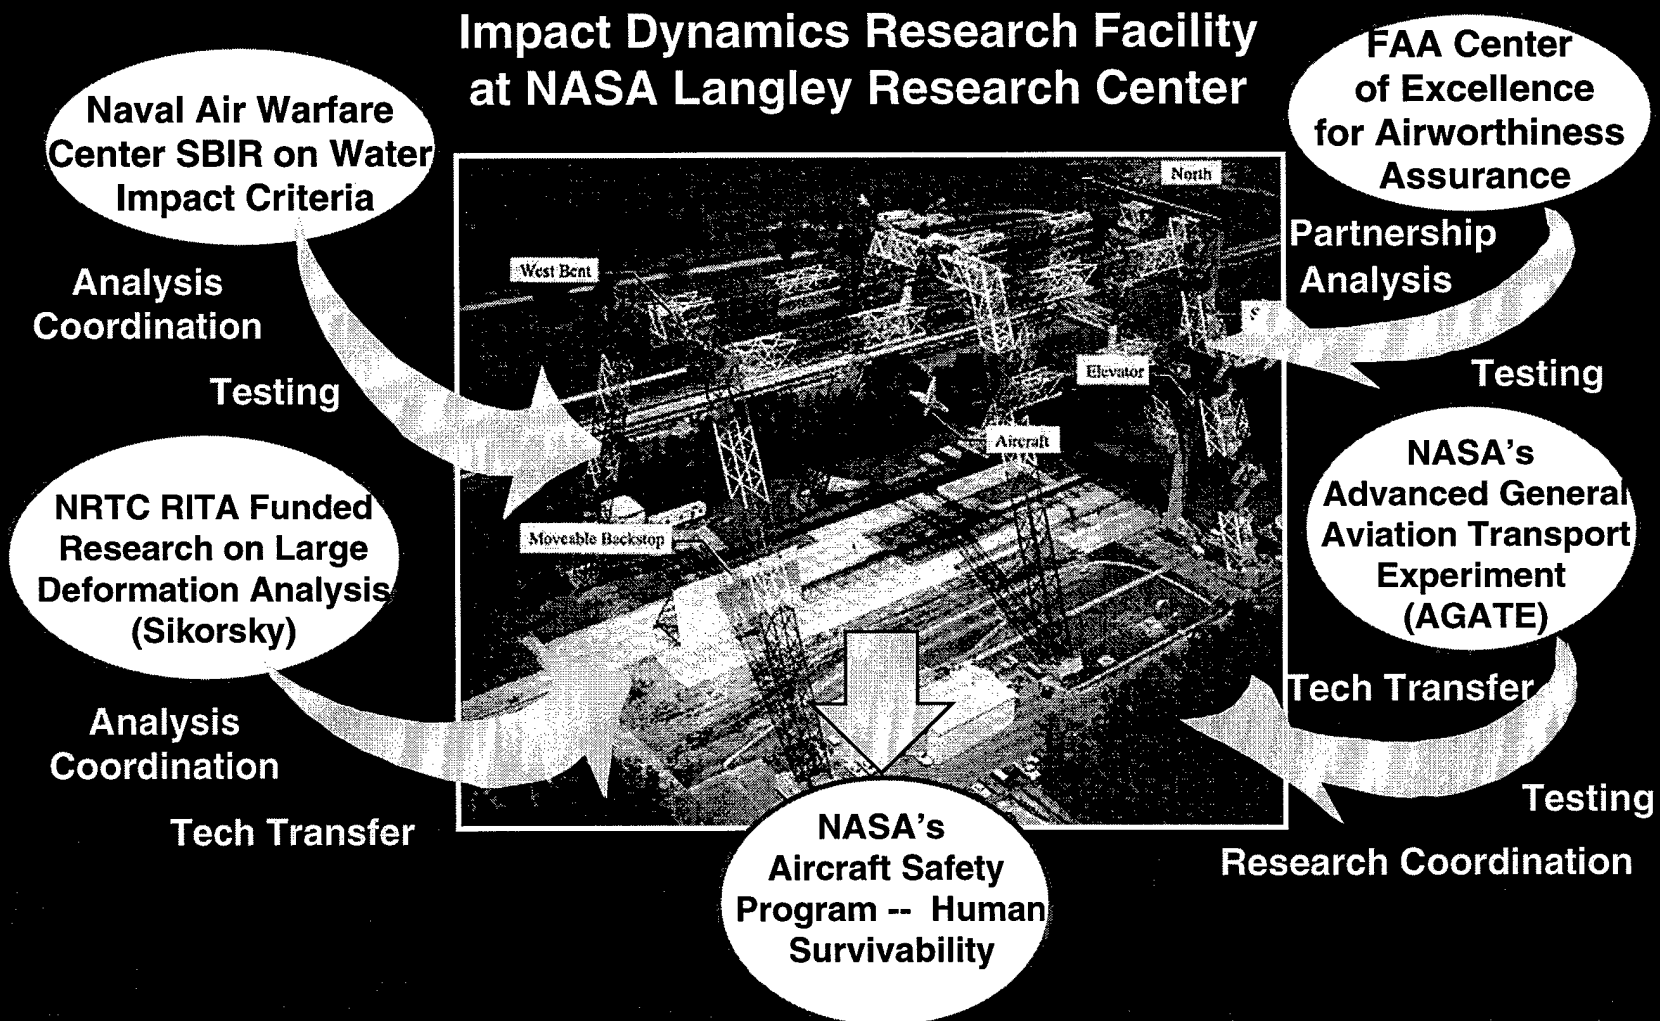 Impact Dynamics Research Facility
at NASA Langley Research Center
Naval Air Warfare
Center SBIR on Water
Impact Criteria
Analysis
Coordination
Testing
NRTC RITA Funded
Research on Large
Deformation Analysis
(Sikorsky)
Analysis
Coordination
Tech Transfer
North
West Bent
Elevator
Aircraft
Moveable Backstop
NASA's
Aircraft Safety
Program -- Human
Survivability
FAA Center
of Excellence
for Airworthiness
Assurance
Partnership
Analysis
Testing
NASA's
Advanced General
Aviation Transport
Experiment
(AGATE)
Tech Transfer
Testing
Research Coordination